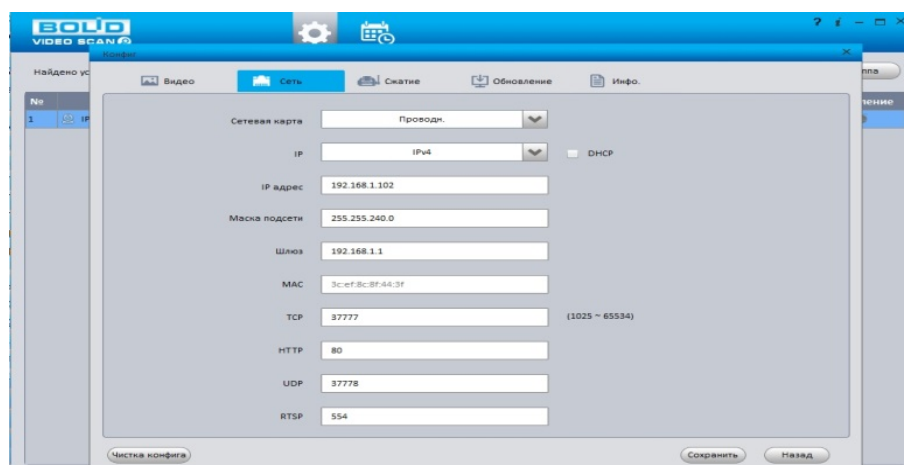 BOLID
VIDEO SCAN
? i
Конфиг
Найдено ус
ппа
Видео Сеть Сжатие Обновление Инфо.
№
ление
1 IP
Сетевая карта Проводн.
IP IPv4 DHCP
IP адрес 192.168.1.102
Маска подсети 255.255.240.0
Шлюз 192.168.1.1
MAC 3c:ef:8c:8f:44:3f
TCP 37777 (1025 ~ 65534)
HTTP 80
UDP 37778
RTSP 554
Чистка конфига Сохранить Назад